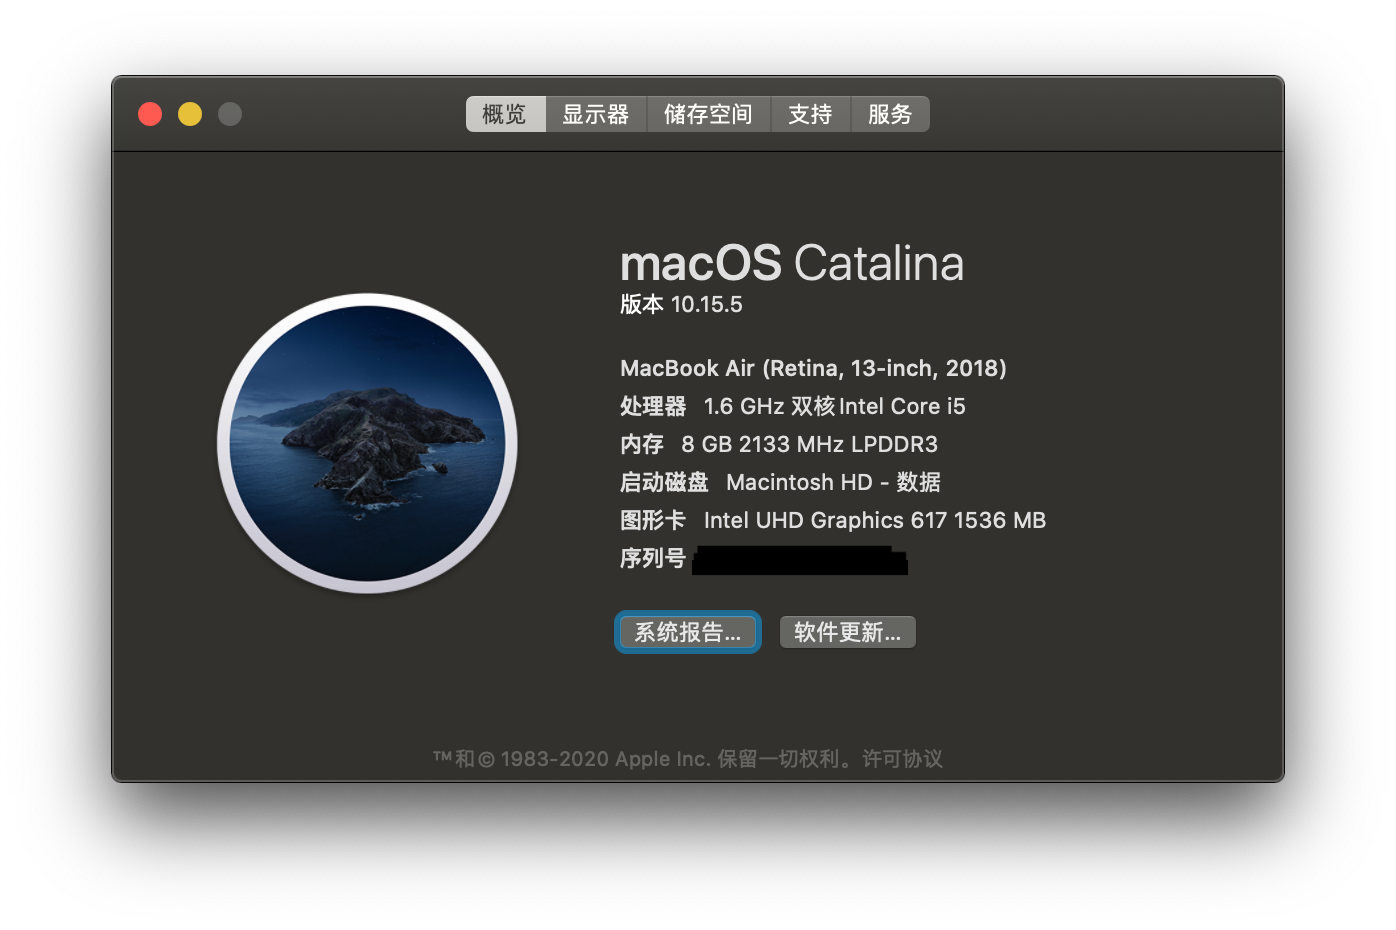 概览 显示器 储存空间 支持 服务
macOS Catalina
版本 10.15.5
MacBook Air (Retina, 13-inch, 2018)
处理器 1.6 GHz 双核Intel Core i5
内存 8 GB 2133 MHz LPDDR3
启动磁盘 Macintosh HD - 数据
图形卡 Intel UHD Graphics 617 1536 MB
序列号
系统报告... 软件更新...
™和© 1983-2020 Apple Inc. 保留一切权利。许可协议